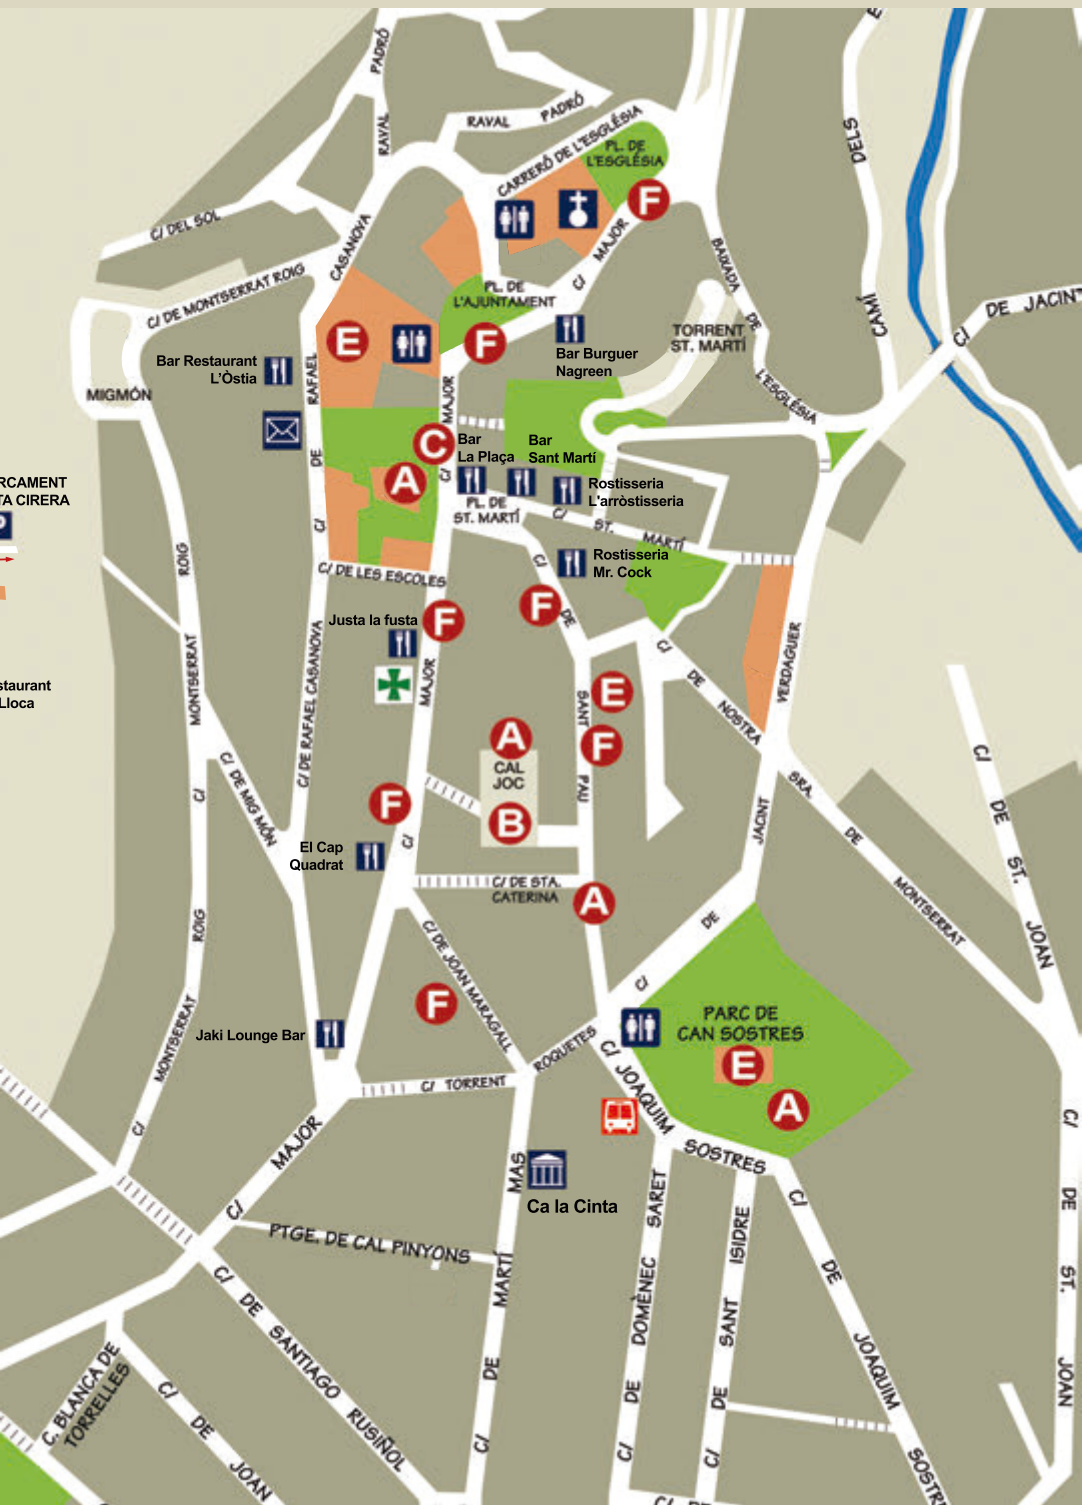 PADRÓ
RAVAL
RAVAL PADRÓ
CARRERÓ DE L'ESGLÉSIA
PL. DE
L'ESGLÉSIA
F
DELS
CAMÍ
C/ DEL SOL
CASANOVA
C/ MAJOR
BAIXADA DE L'ESGLÉSIA
C/ DE MONTSERRAT ROIG
PL. DE
L'AJUNTAMENT
C/ DE JACINT
TORRENT
ST. MARTÍ
E
F
Bar Burguer
Nagreen
Bar Restaurant
L'Òstia
MIGMÓN
C/ DE RAFAEL
C/ MAJOR
C
Bar
La Plaça
Bar
Sant Martí
A
Rostisseria
L'arròstisseria
PL. DE
ST. MARTÍ
C/ ST. MARTÍ
RCAMENT
TA CIRERA
P
Rostisseria
Mr. Cock
C/ DE LES ESCOLES
Justa la fusta
F
F
C/ DE SANT PAU
E
F
VERDAGUER
C/ DE NOSTRA SRA. DE MONTSERRAT
staurant
Lloca
ROIG
MONTSERRAT
C/
C/ DE RAFAEL CASANOVA
MAJOR
C/
C/ DE MIG MÓN
A
CAL
JOC
B
F
El Cap
Quadrat
JACINT
DE
C/
C/ DE ST. JOAN
C/ DE STA.
CATERINA
A
ROIG
MONTSERRAT
C/
C/ DE JOAN MARAGALL
F
Jaki Lounge Bar
C/ TORRENT ROQUETES
PARC DE
CAN SOSTRES
E
A
C/ JOAQUIM SOSTRES
C/ MAJOR
Ca la Cinta
PTGE. DE CAL PINYONS
C/ DE MARTÍ MAS
C/ DE DOMÈNEC SARET
C/ DE SANT ISIDRE
C/ DE JOAQUIM SOSTR
C/ DE ST. JOAN
C/ DE SANTIAGO RUSIÑOL
C. BLANCA DE
TORRELLES
C/ DE JOAN